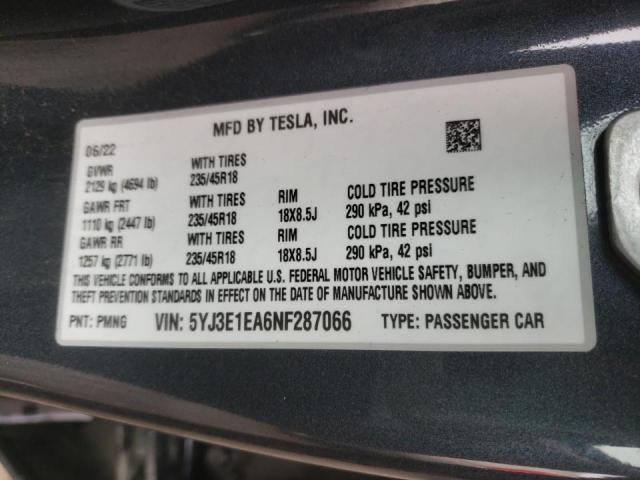 MFD BY TESLA, INC.
06/22
GVWR WITH TIRES
2129 kg (4694 lb) 235/45R18
GAWR FRT WITH TIRES RIM COLD TIRE PRESSURE
1110 kg (2447 lb) 235/45R18 18X8.5J 290 kPa, 42 psi
GAWR RR WITH TIRES RIM COLD TIRE PRESSURE
1257 kg (2771 lb) 235/45R18 18X8.5J 290 kPa, 42 psi
THIS VEHICLE CONFORMS TO ALL APPLICABLE U.S. FEDERAL MOTOR VEHICLE SAFETY, BUMPER, AND
THEFT PREVENTION STANDARDS IN EFFECT ON THE DATE OF MANUFACTURE SHOWN ABOVE.
PNT: PMNG VIN: 5YJ3E1EA6NF287066 TYPE: PASSENGER CAR